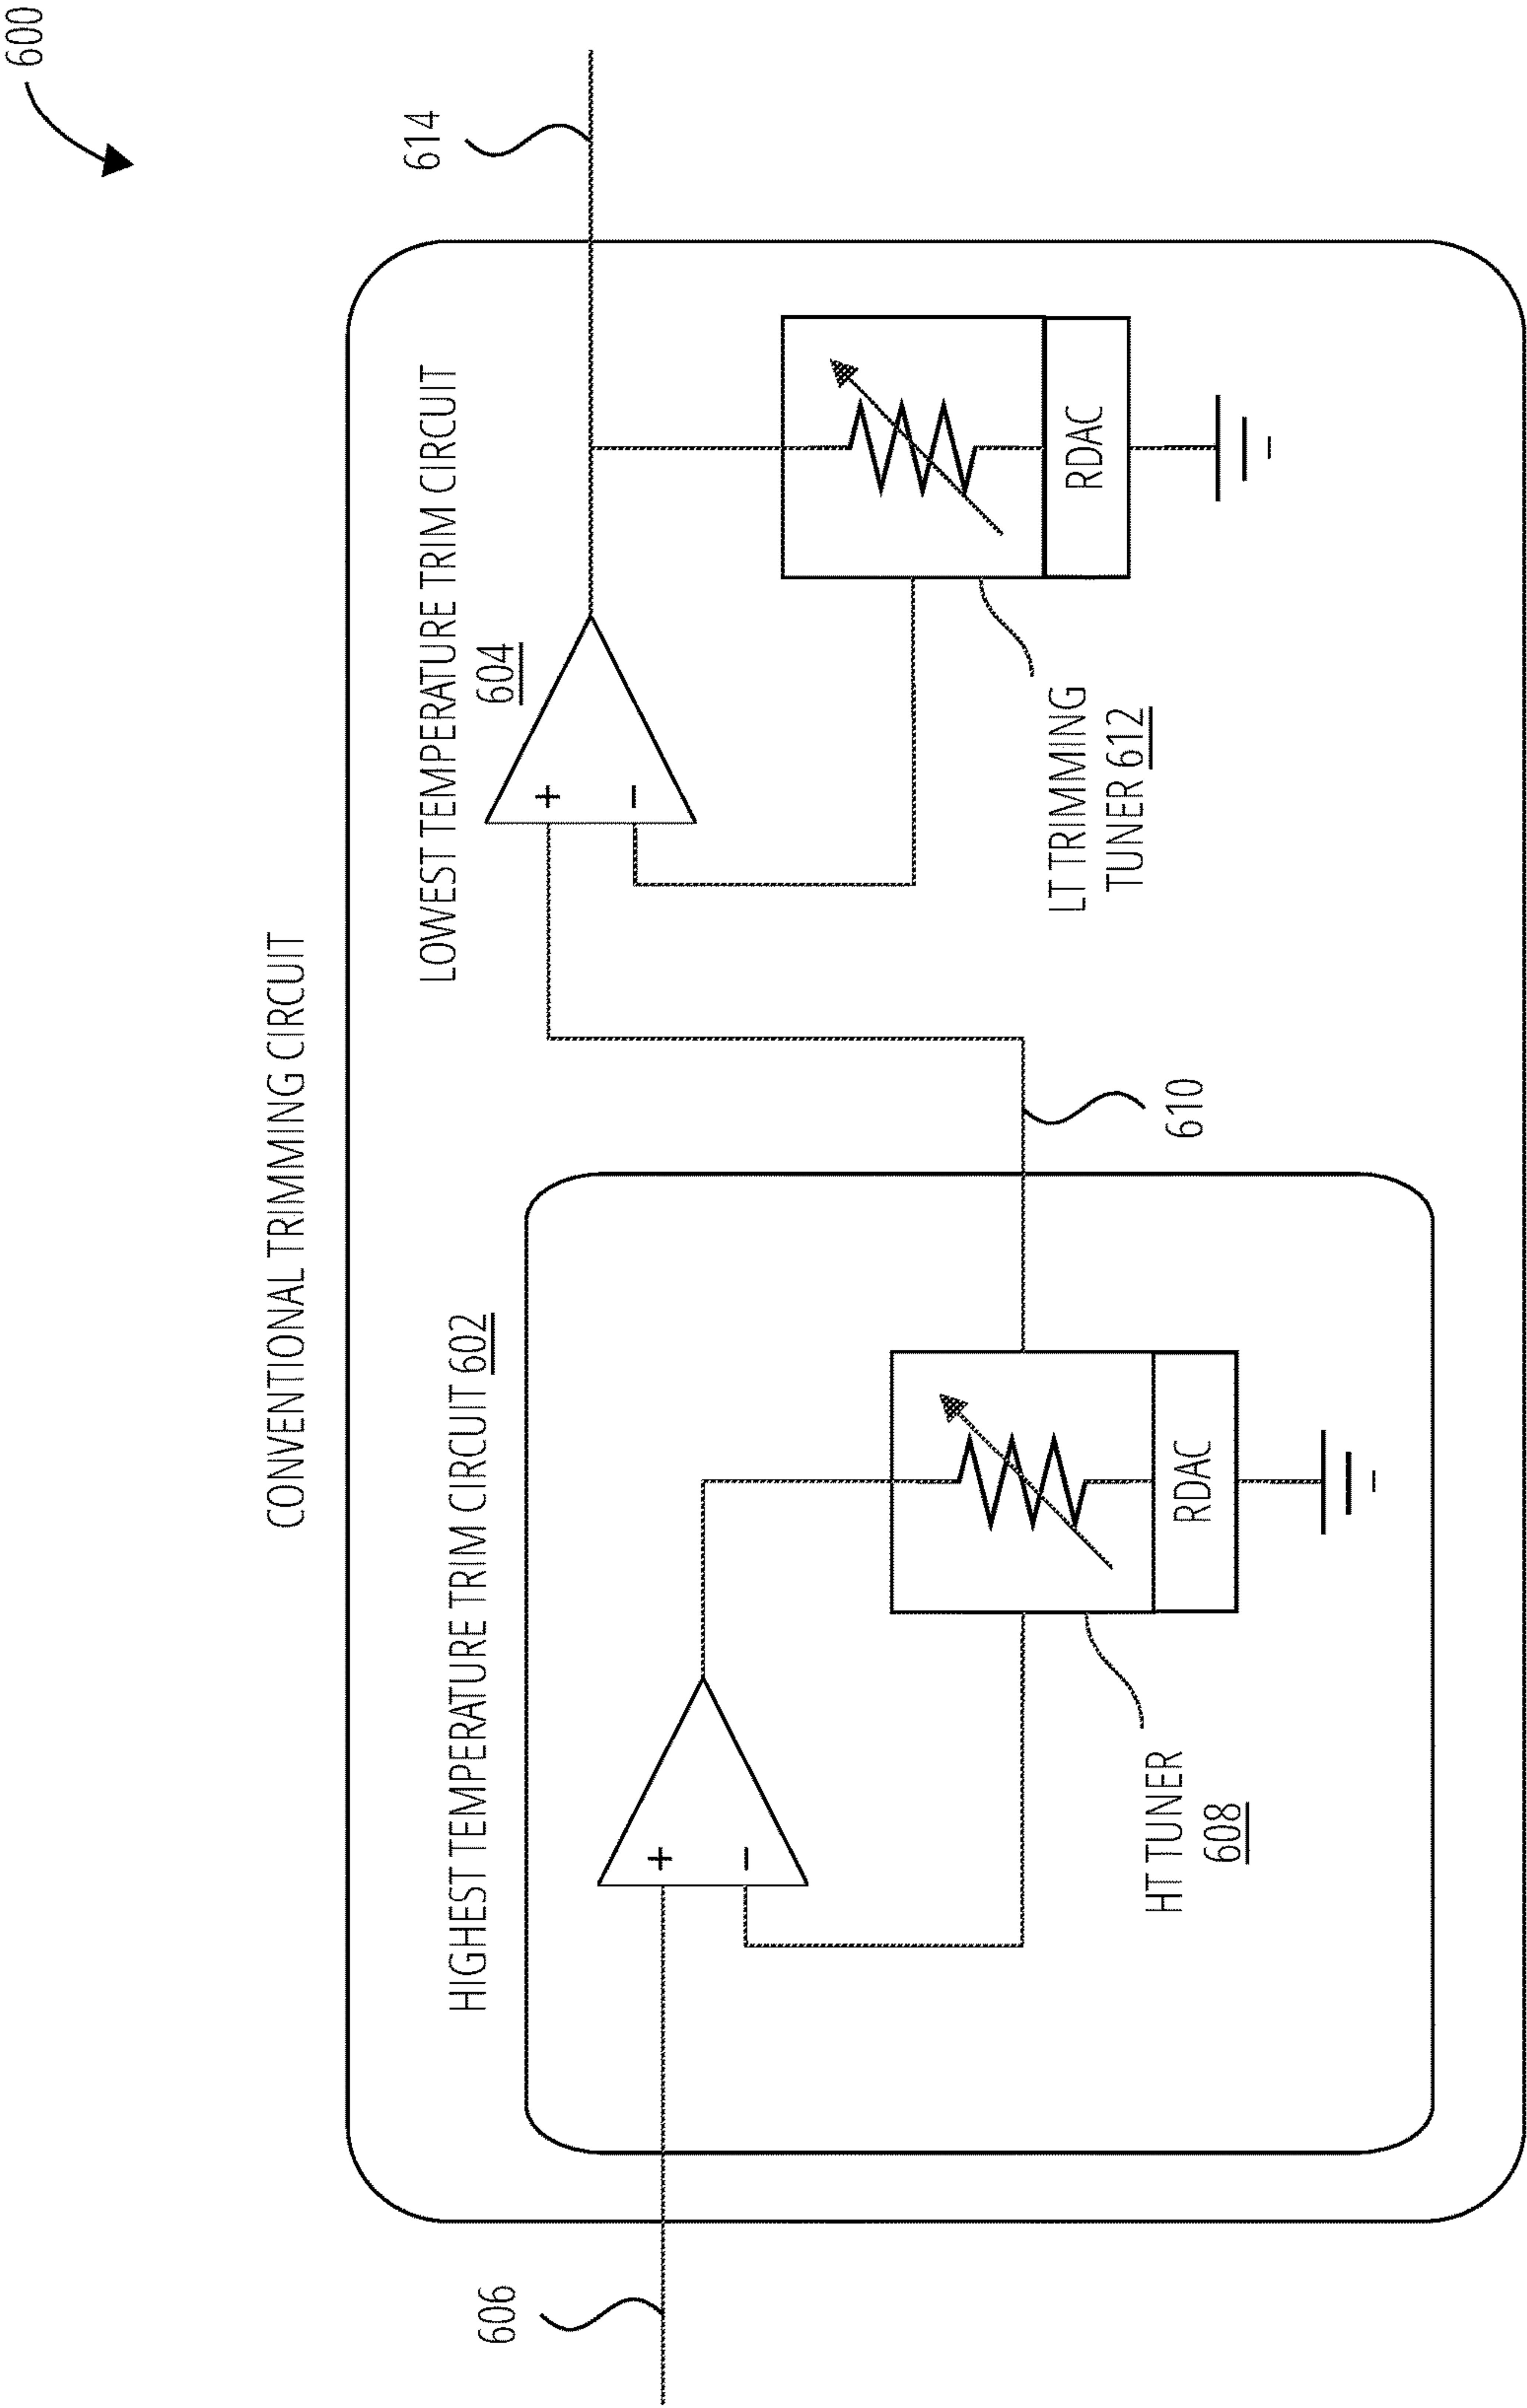 600
CONVENTIONAL TRIMMING CIRCUIT
HIGHEST TEMPERATURE TRIM CIRCUIT 602
LOWEST TEMPERATURE TRIM CIRCUIT
604
606
614
+
−
+
−
RDAC
RDAC
HT TUNER
608
610
LT TRIMMING
TUNER 612